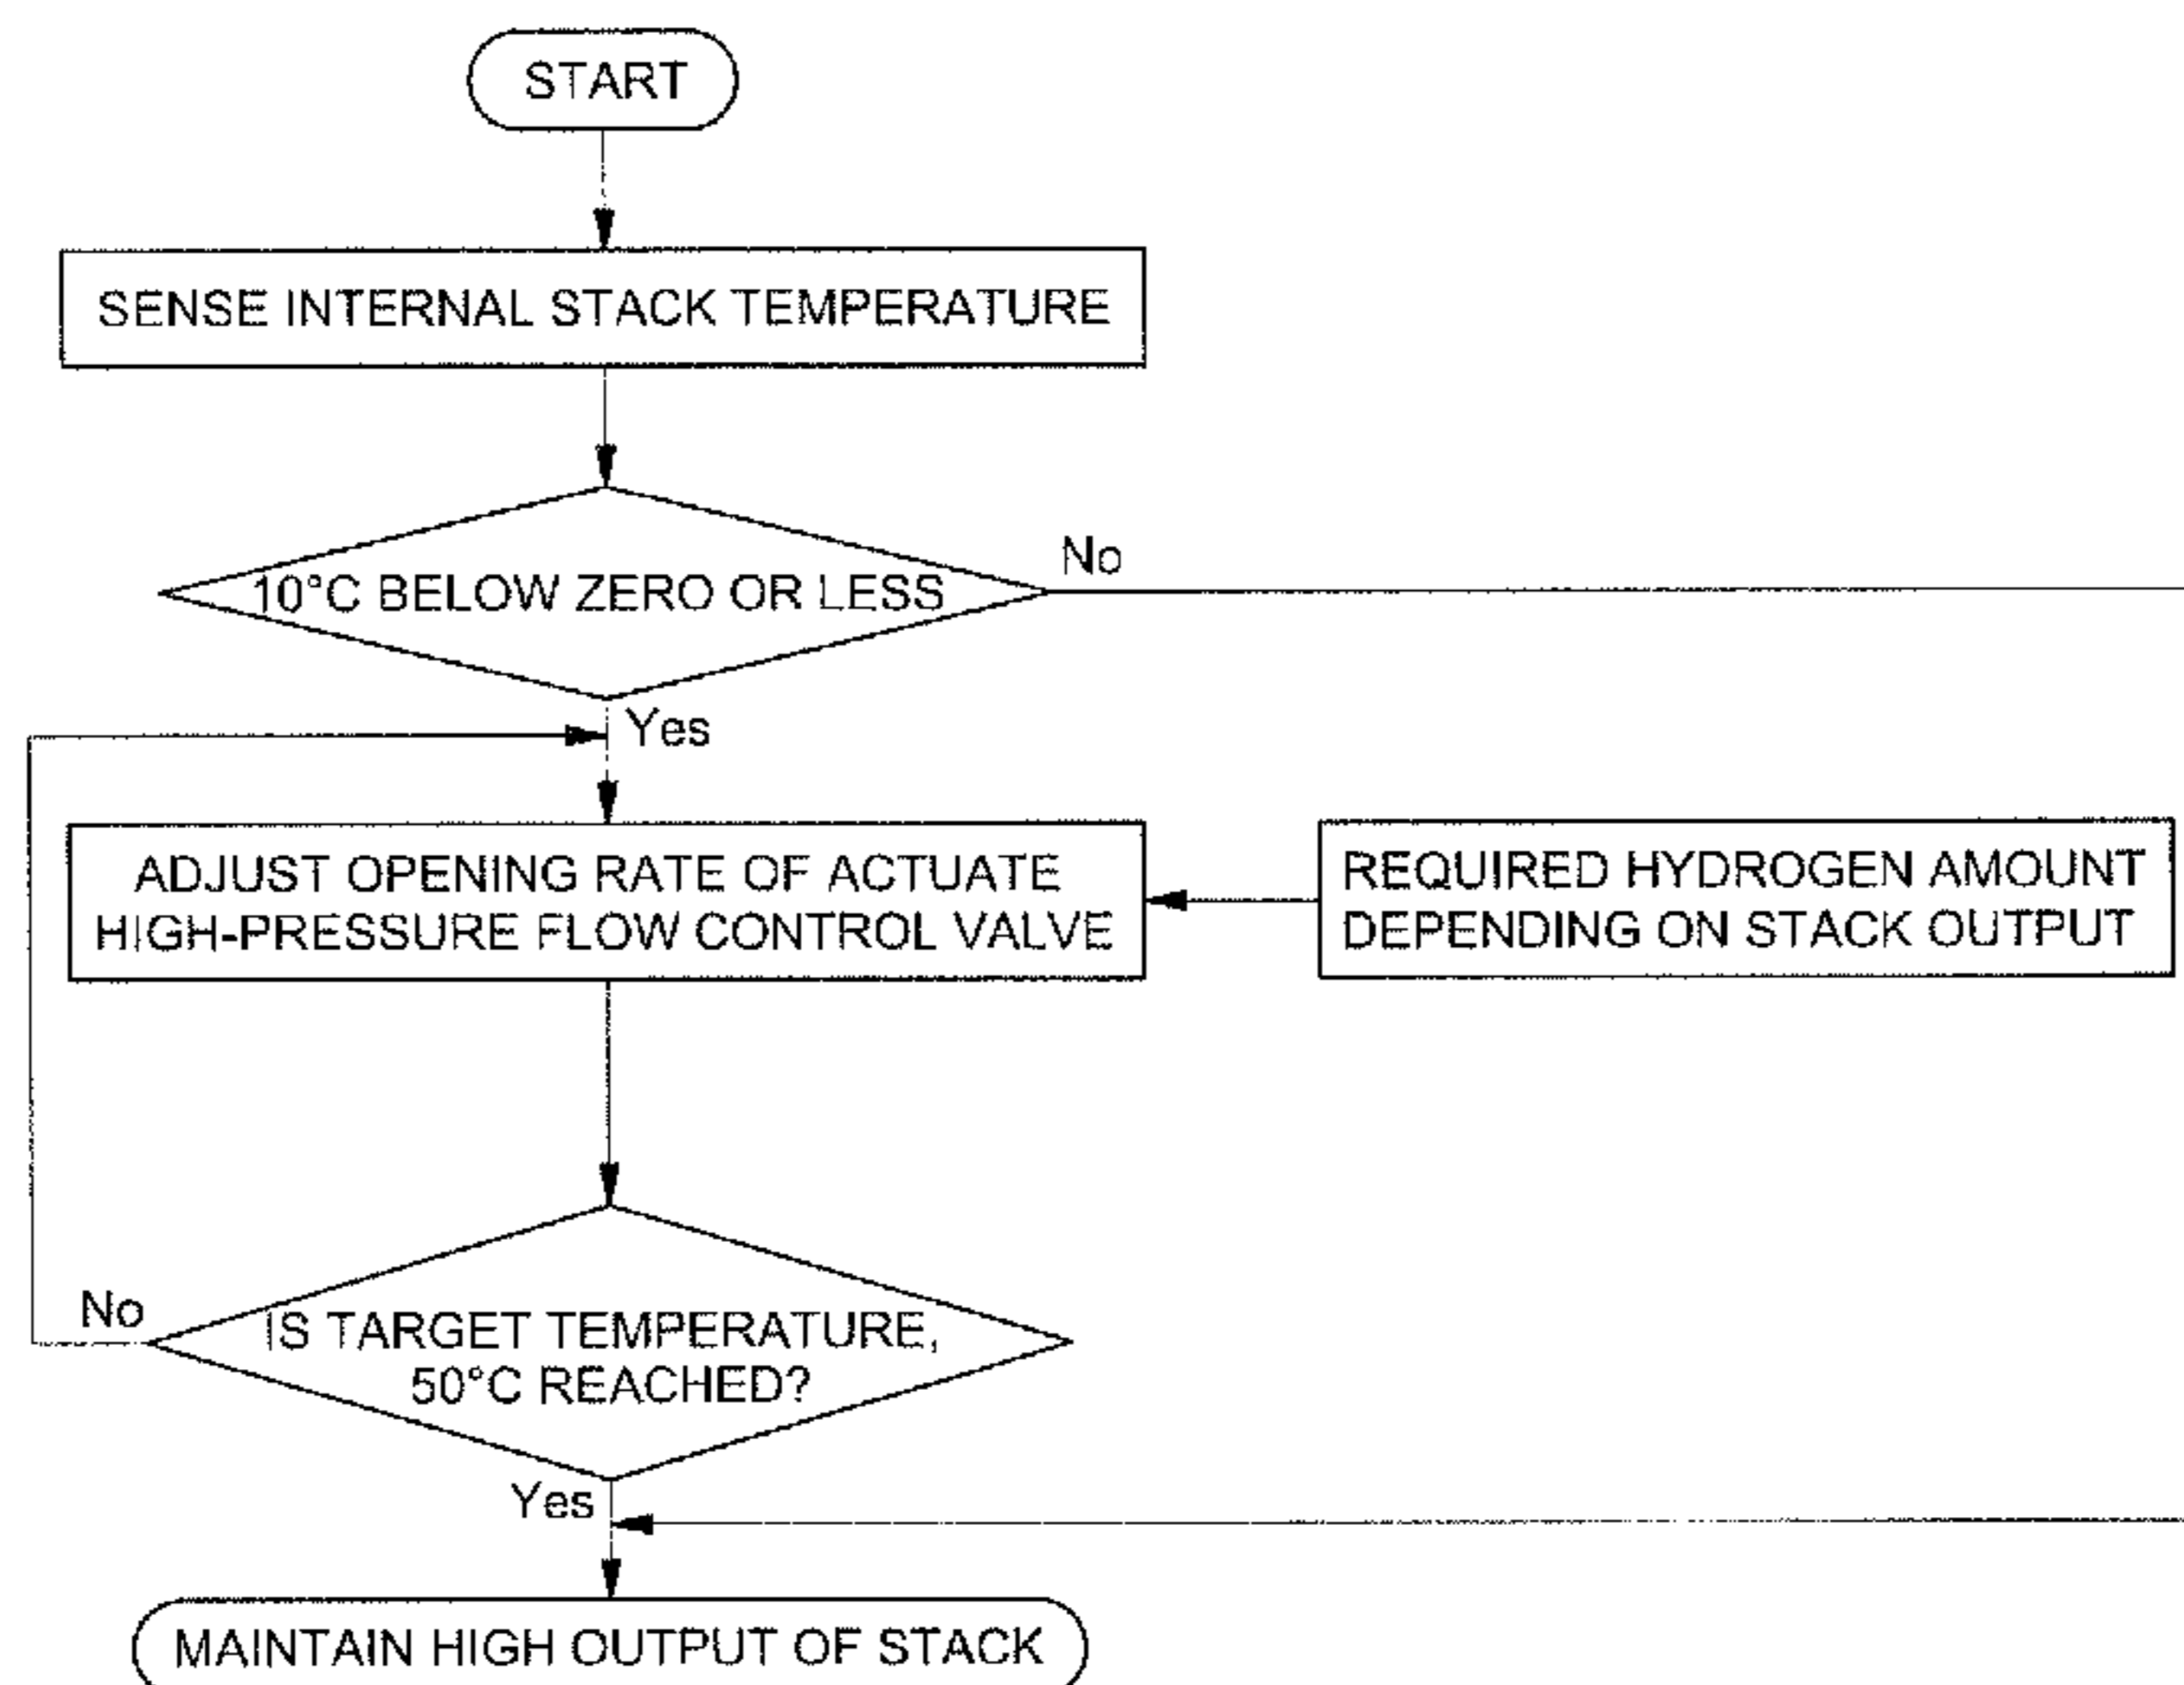 START
SENSE INTERNAL STACK TEMPERATURE
10°C BELOW ZERO OR LESS
No
Yes
ADJUST OPENING RATE OF ACTUATE
HIGH-PRESSURE FLOW CONTROL VALVE
REQUIRED HYDROGEN AMOUNT
DEPENDING ON STACK OUTPUT
No
IS TARGET TEMPERATURE,
50°C REACHED?
Yes
MAINTAIN HIGH OUTPUT OF STACK